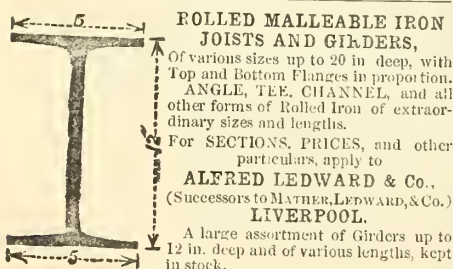 5
12"
5
ROLLED MALLEABLE IRON
JOISTS AND GIRDERS,
Of various sizes up to 20 in deep, with
Top and Bottom Flanges in proportion.
ANGLE, TEE. CHANNEL, and all
other forms of Rolled Iron of extraor-
dinary sizes and lengths.
For SECTIONS. PRICES, and other
particulars, apply to
ALFRED LEDWARD & Co.,
(Successors to MATHER, LEDWARD, & Co.)
LIVERPOOL.
A large assortment of Girders up to
12 in. deep and of various lengths, kept
in stock.